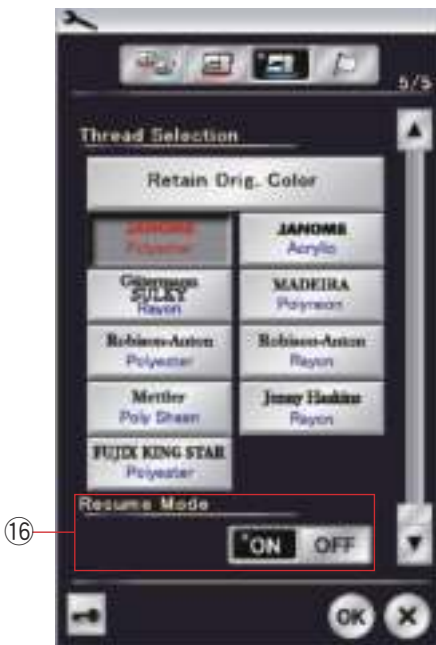 5/5
Thread Selection
Retain Orig. Color
JANOME
Polyester
JANOME
Acrylic
Gütermann
SULKY
Rayon
MADEIRA
Polyneon
Robison-Anton
Polyester
Robison-Anton
Rayon
Mettler
Poly Sheen
Jenny Haskins
Rayon
FUJIX KING STAR
Polyester
Resume Mode
16
ON OFF
OK